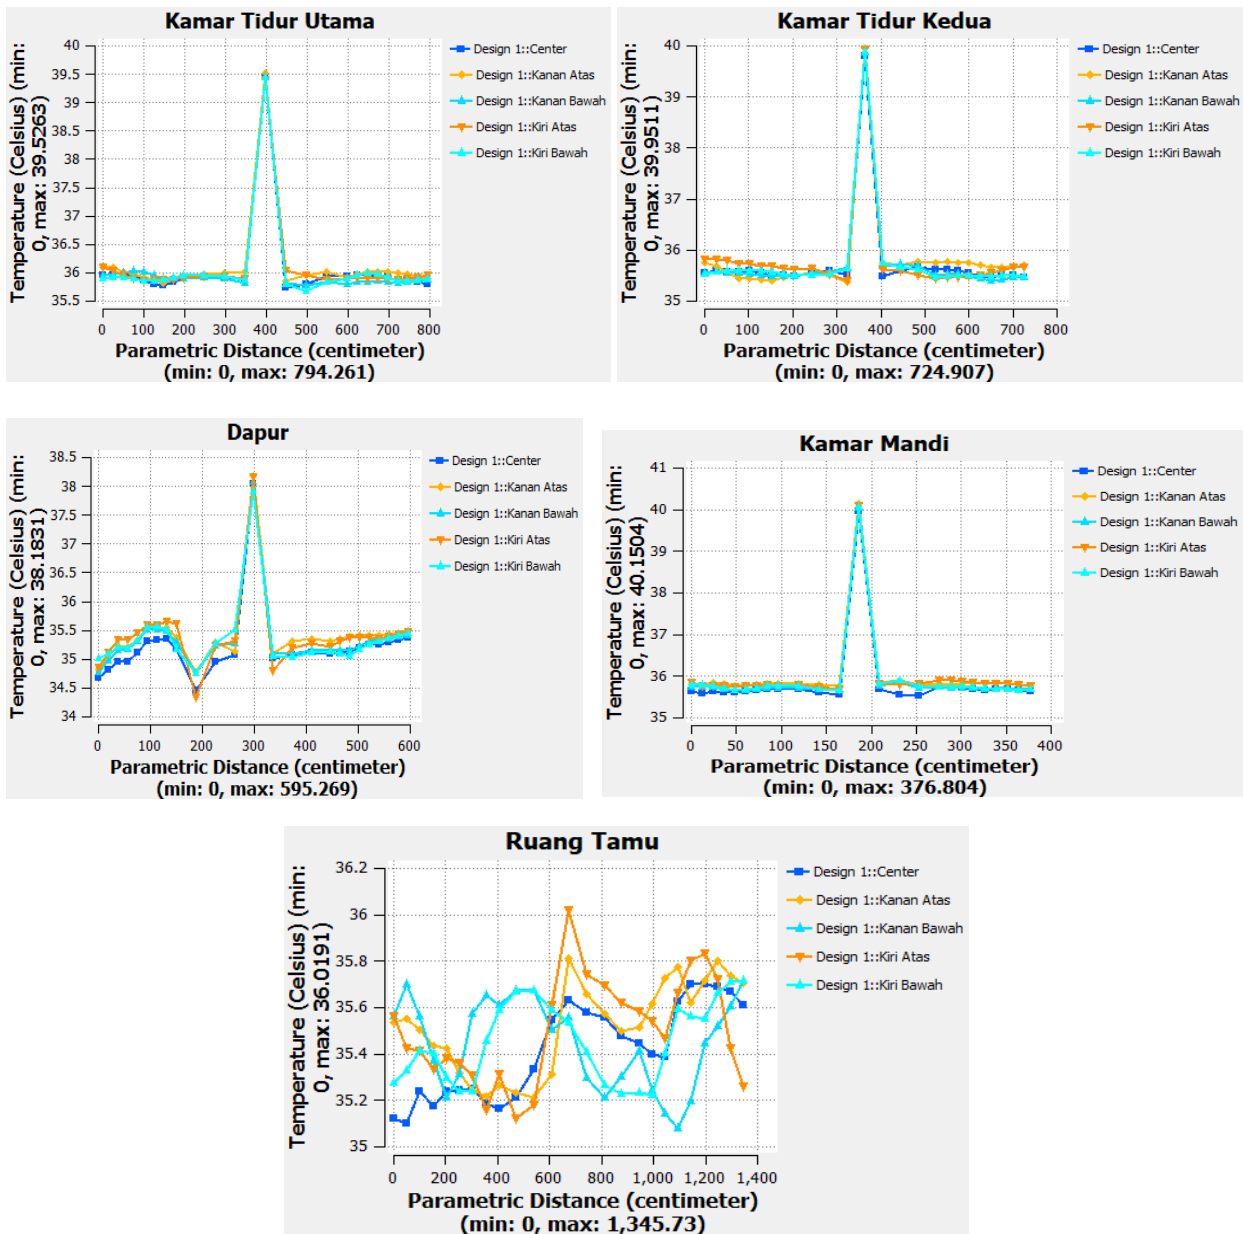 Kamar Tidur Utama
Temperature (Celsius) (min:
0, max: 39.5263)
40
39.5
39
38.5
38
37.5
37
36.5
36
35.5
0 100 200 300 400 500 600 700 800
Parametric Distance (centimeter)
(min: 0, max: 794.261)
Design 1::Center
Design 1::Kanan Atas
Design 1::Kanan Bawah
Design 1::Kiri Atas
Design 1::Kiri Bawah
Kamar Tidur Kedua
Temperature (Celsius) (min:
0, max: 39.9511)
40
39
38
37
36
35
0 100 200 300 400 500 600 700 800
Parametric Distance (centimeter)
(min: 0, max: 724.907)
Design 1::Center
Design 1::Kanan Atas
Design 1::Kanan Bawah
Design 1::Kiri Atas
Design 1::Kiri Bawah
Dapur
Temperature (Celsius) (min:
0, max: 38.1831)
38.5
38
37.5
37
36.5
36
35.5
35
34.5
34
0 100 200 300 400 500 600
Parametric Distance (centimeter)
(min: 0, max: 595.269)
Design 1::Center
Design 1::Kanan Atas
Design 1::Kanan Bawah
Design 1::Kiri Atas
Design 1::Kiri Bawah
Kamar Mandi
Temperature (Celsius) (min:
0, max: 40.1504)
41
40
39
38
37
36
35
0 50 100 150 200 250 300 350 400
Parametric Distance (centimeter)
(min: 0, max: 376.804)
Design 1::Center
Design 1::Kanan Atas
Design 1::Kanan Bawah
Design 1::Kiri Atas
Design 1::Kiri Bawah
Ruang Tamu
Temperature (Celsius) (min:
0, max: 36.0191)
36.2
36
35.8
35.6
35.4
35.2
35
0 200 400 600 800 1,000 1,200 1,400
Parametric Distance (centimeter)
(min: 0, max: 1,345.73)
Design 1::Center
Design 1::Kanan Atas
Design 1::Kanan Bawah
Design 1::Kiri Atas
Design 1::Kiri Bawah